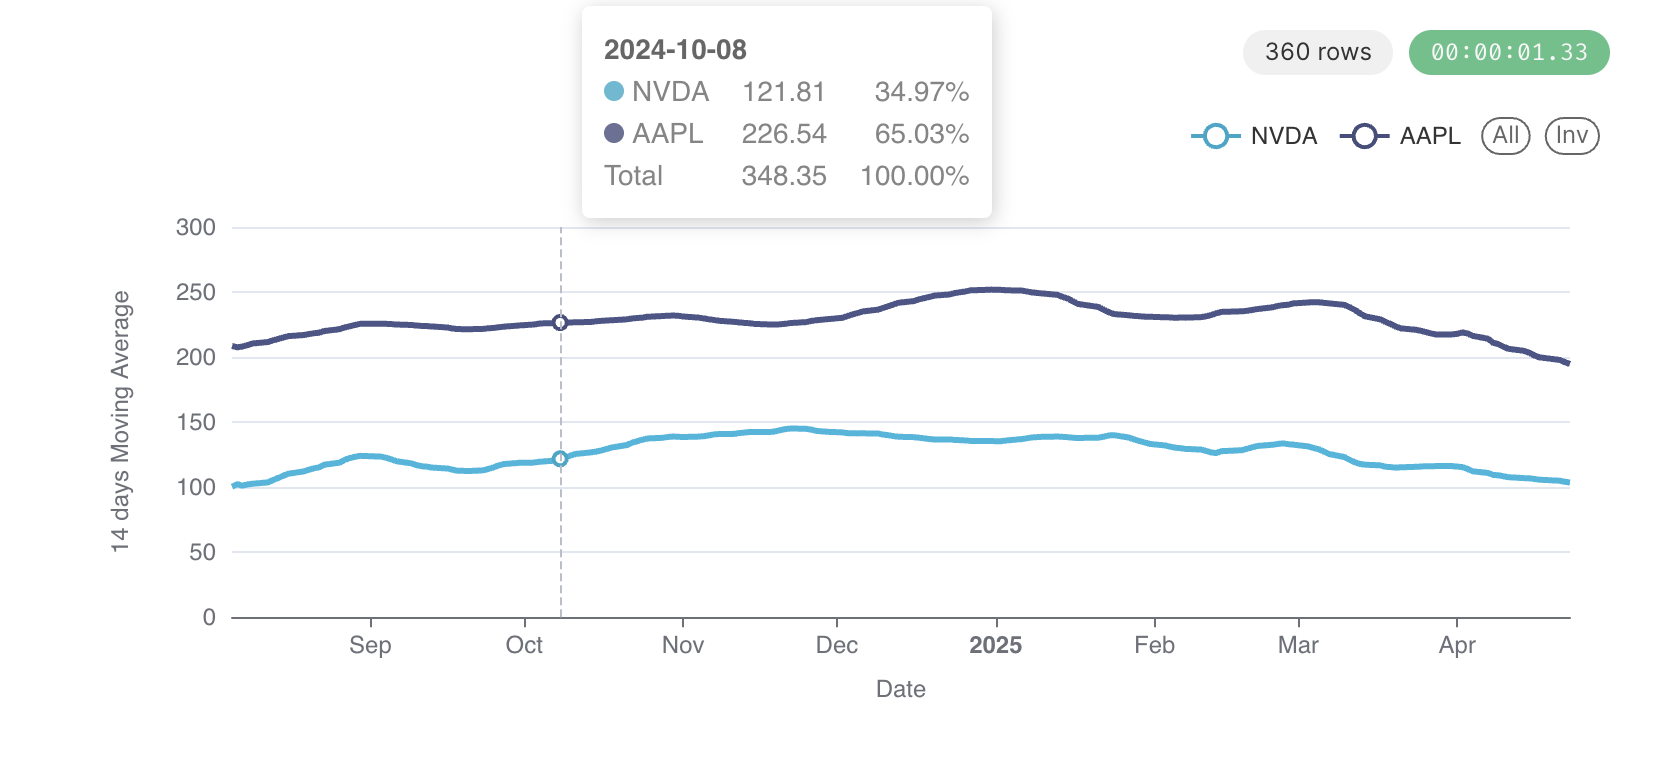 2024-10-08
NVDA 121.81 34.97%
AAPL 226.54 65.03%
Total 348.35 100.00%
360 rows 00:00:01.33
NVDA AAPL All Inv
300
250
200
150
100
50
0
14 days Moving Average
Sep Oct Nov Dec 2025 Feb Mar Apr
Date